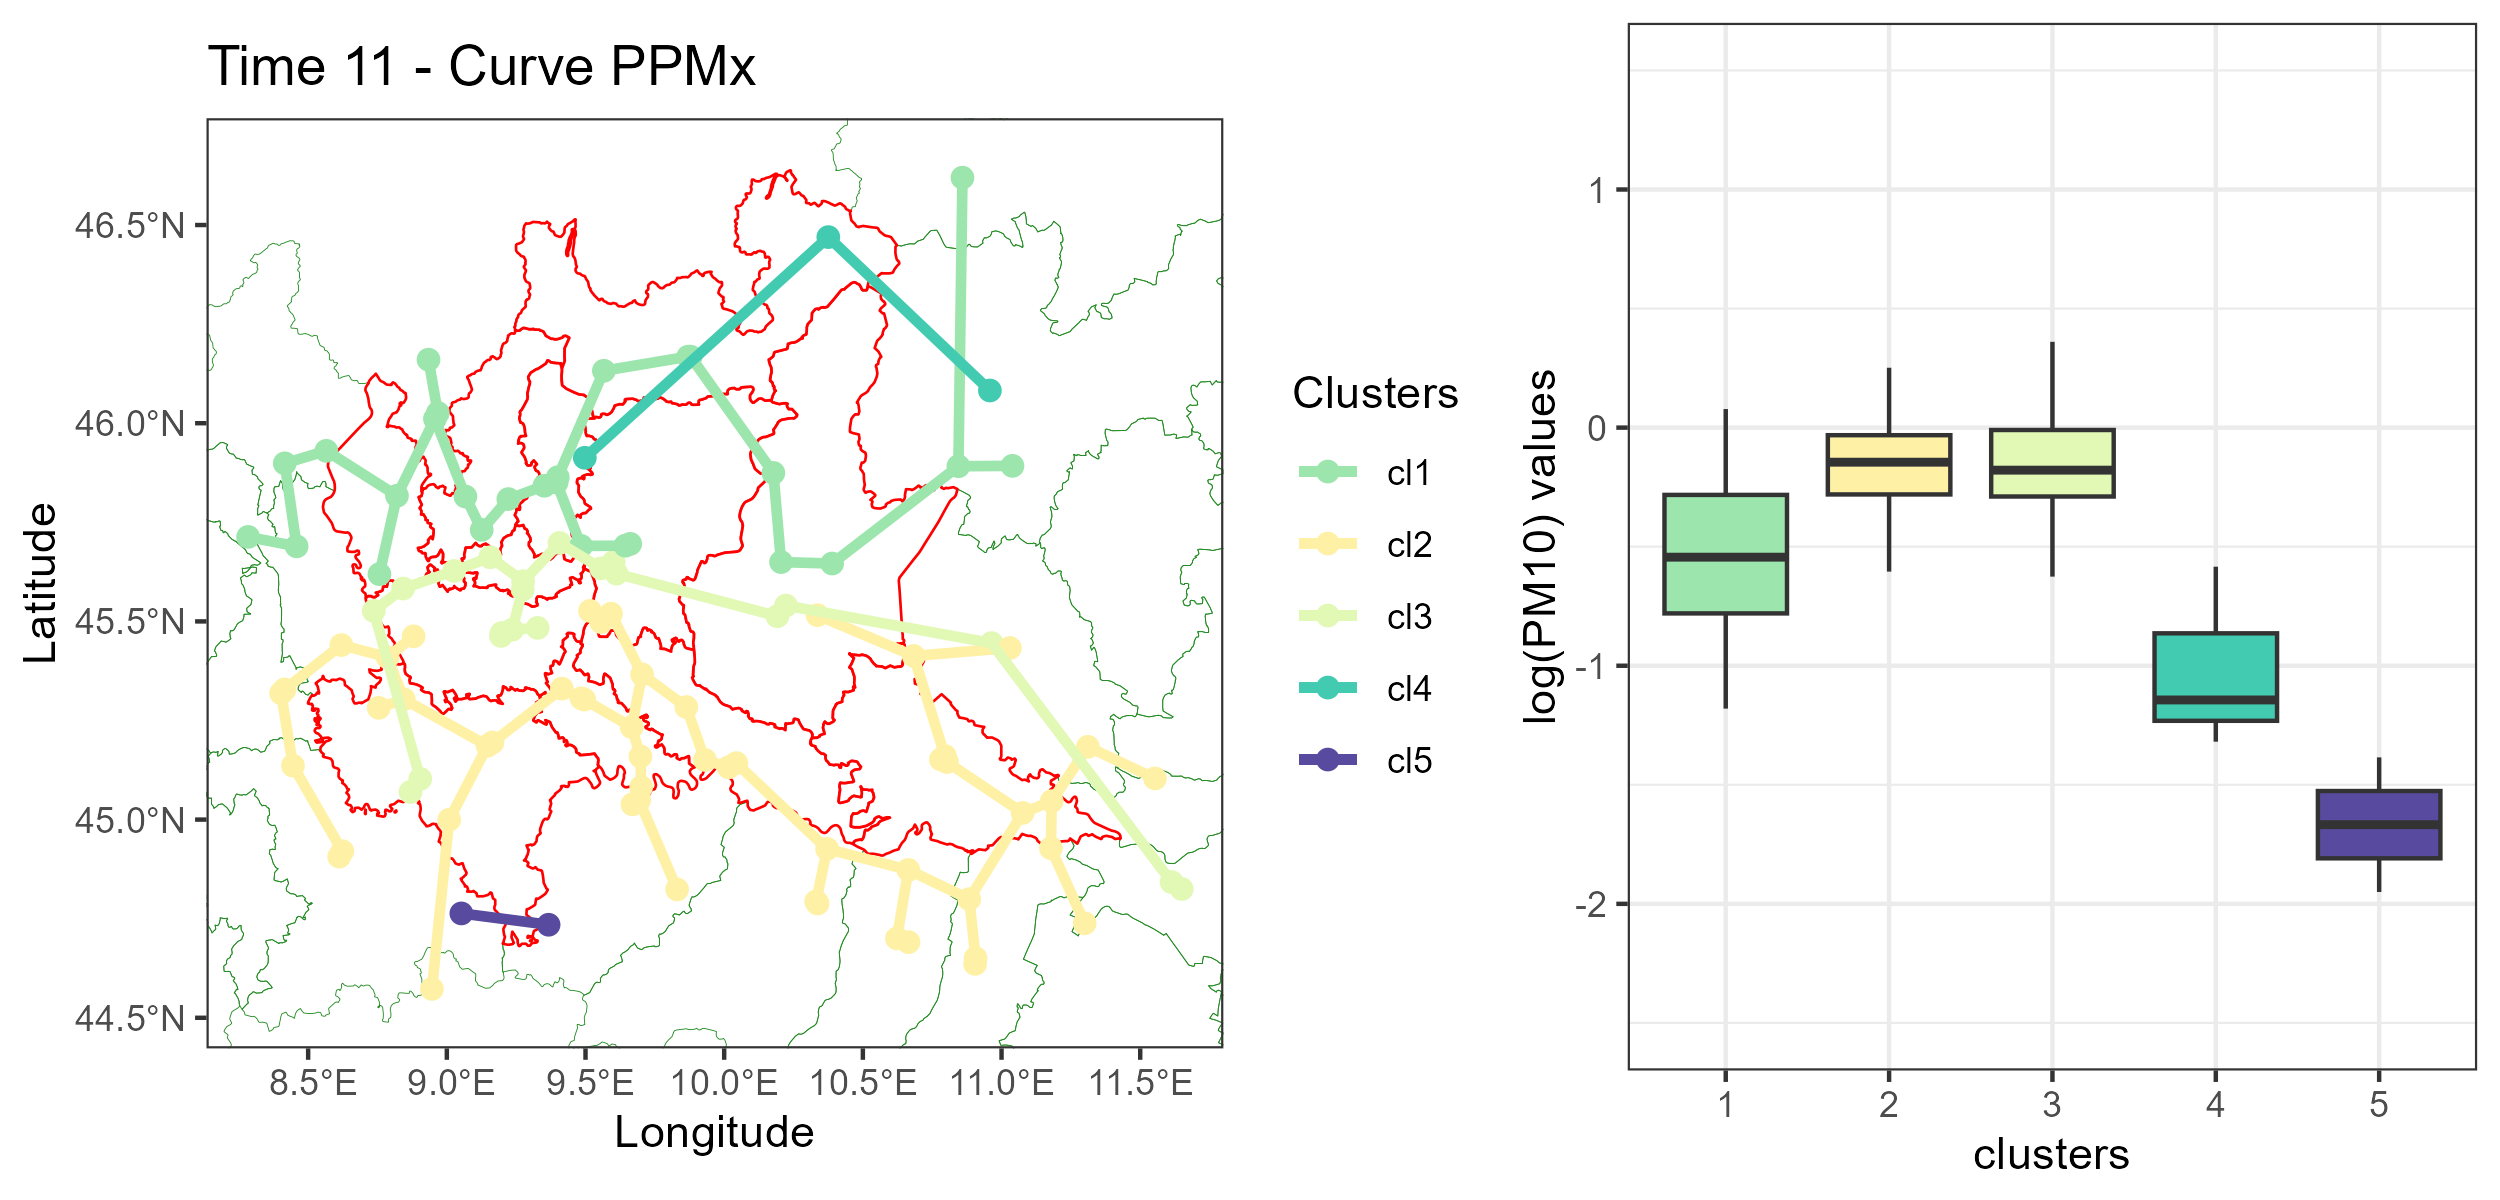 Time 11 - Curve PPMx
Latitude
46.5°N
46.0°N
45.5°N
45.0°N
44.5°N
8.5°E
9.0°E
9.5°E
10.0°E
10.5°E
11.0°E
11.5°E
Longitude
Clusters
cl1
cl2
cl3
cl4
cl5
log(PM10) values
1
0
-1
-2
1
2
3
4
5
clusters